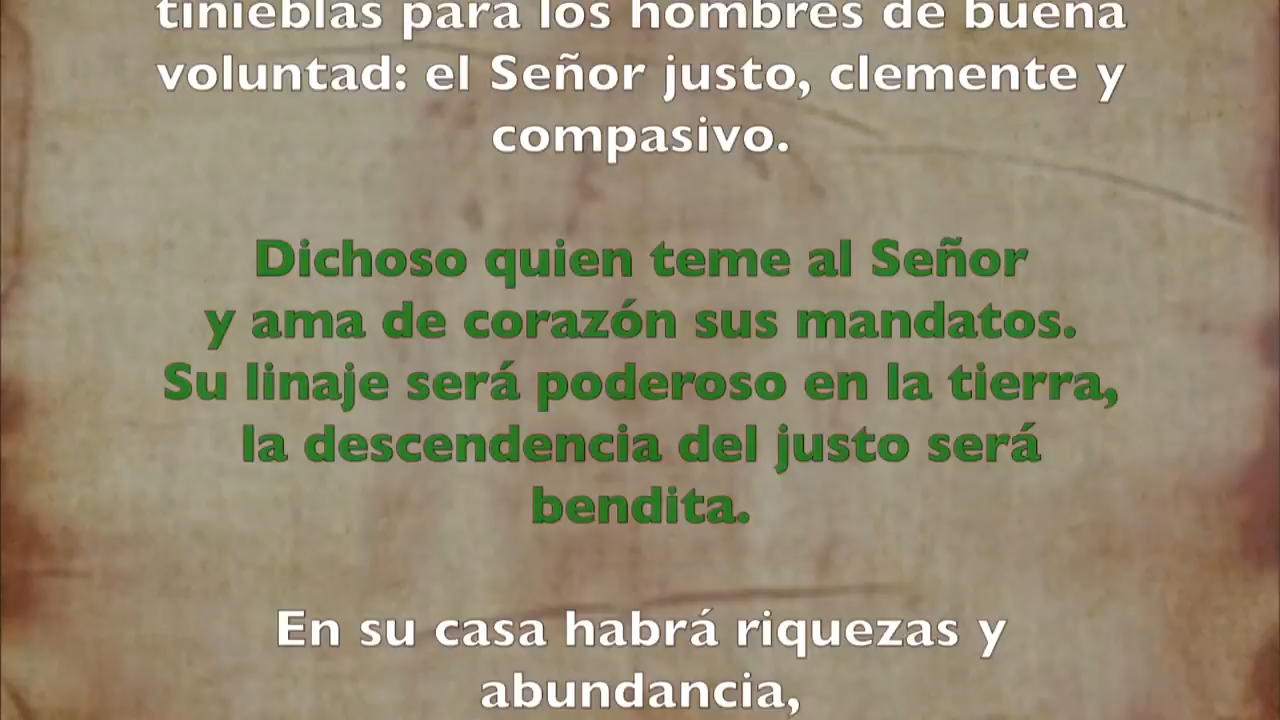 tinieblas para los hombres de buena
voluntad: el Señor justo, clemente y
compasivo.
Dichoso quien teme al Señor
y ama de corazón sus mandatos.
Su linaje será poderoso en la tierra,
la descendencia del justo será
bendita.
En su casa habrá riquezas y
abundancia,